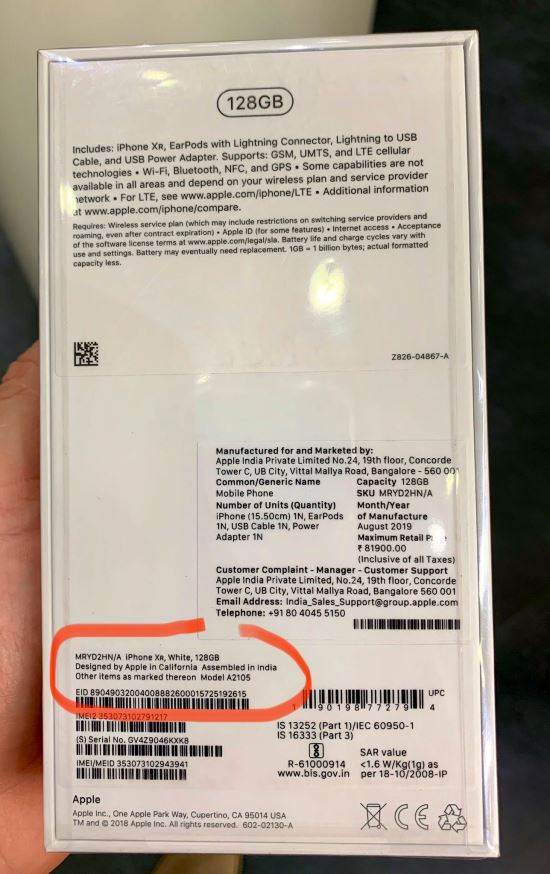 128GB
Includes: iPhone XR, EarPods with Lightning Connector, Lightning to USB
Cable, and USB Power Adapter. Supports: GSM, UMTS, and LTE cellular
technologies • Wi-Fi, Bluetooth, NFC, and GPS • Some capabilities are not
available in all areas and depend on your wireless plan and service provider
network • For LTE, see www.apple.com/iphone/LTE • Additional information
at www.apple.com/iphone/compare.
Requires: Wireless service plan (which may include restrictions on switching service providers and
roaming, even after contract expiration) • Apple ID (for some features) • Internet access • Acceptance
of the software license terms at www.apple.com/legal/sla. Battery life and charge cycles vary with
use and settings. Battery may eventually need replacement. 1GB = 1 billion bytes; actual formatted
capacity less.
Z826-04867-A
Manufactured for and Marketed by:
Apple India Private Limited No.24, 19th floor, Concorde
Tower C, UB City, Vittal Mallya Road, Bangalore - 560 001
Common/Generic Name
Mobile Phone
Number of Units (Quantity)
iPhone (15.50cm) 1N, EarPods
1N, USB Cable 1N, Power
Adapter 1N
Capacity 128GB
SKU MRYD2HN/A
Month/Year
of Manufacture
August 2019
Maximum Retail Price
₹ 81900.00
(Inclusive of all Taxes)
Customer Complaint - Manager - Customer Support
Apple India Private Limited, No.24, 19th floor, Concorde
Tower C, UB City, Vittal Mallya Road, Bangalore 560 001
Email Address: India_Sales_Support@group.apple.com
Telephone: +91 80 4045 5150
MRYD2HN/A iPhone XR, White, 128GB
Designed by Apple in California Assembled in India
Other items as marked thereon Model A2105
EID 89049032004008882600015725192615
IMEI2 353073102791217
(S) Serial No. GV4Z9046KXK8
IMEI/MEID 353073102943941
1 90198 77279 4
UPC
IS 13252 (Part 1)/IEC 60950-1
IS 16333 (Part 3)
R-61000914
www.bis.gov.in
SAR value
<1.6 W/Kg(1g) as
per 18-10/2008-IP
Apple
Apple Inc., One Apple Park Way, Cupertino, CA 95014 USA
TM and © 2018 Apple Inc. All rights reserved. 602-02130-A
CE